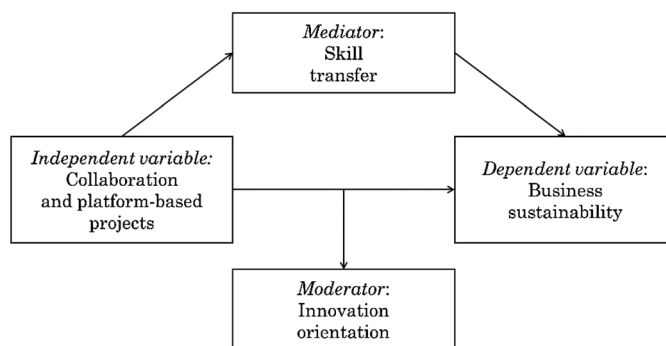 Mediator:
Skill
transfer
Independent variable:
Collaboration
and platform-based
projects
Dependent variable:
Business
sustainability
Moderator:
Innovation
orientation